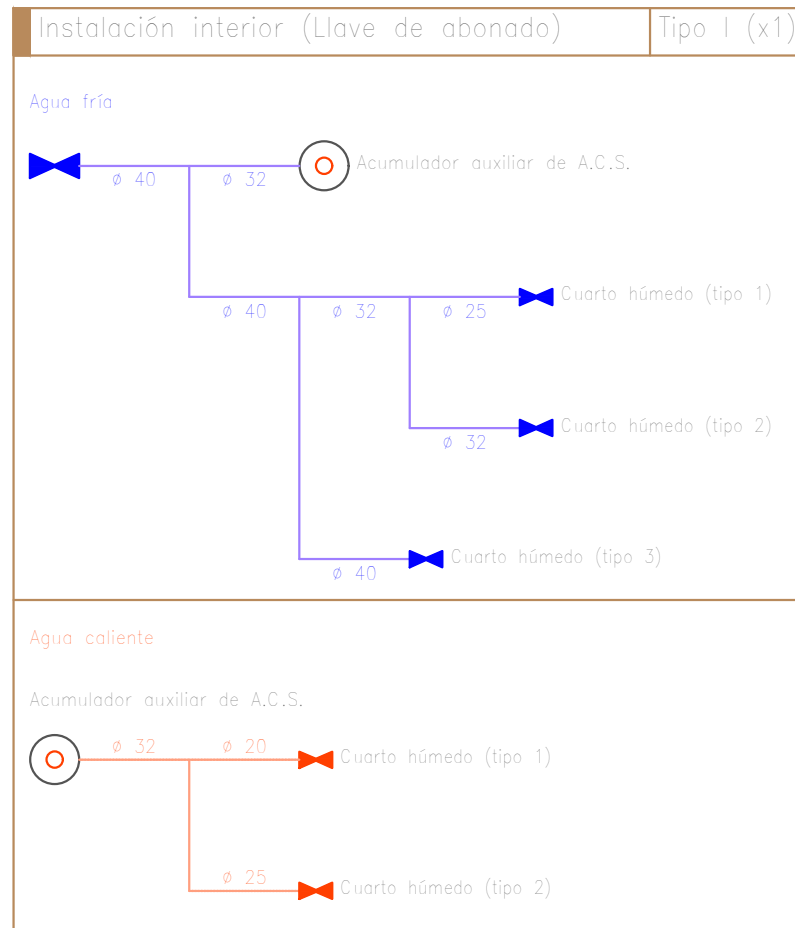 Instalación interior (Llave de abonado)
Tipo I (x1)
Agua fría
Acumulador auxiliar de A.C.S.
ø 40
ø 32
Cuarto húmedo (tipo 1)
ø 40
ø 32
ø 25
Cuarto húmedo (tipo 2)
ø 32
Cuarto húmedo (tipo 3)
ø 40
Agua caliente
Acumulador auxiliar de A.C.S.
ø 32
ø 20
Cuarto húmedo (tipo 1)
ø 25
Cuarto húmedo (tipo 2)